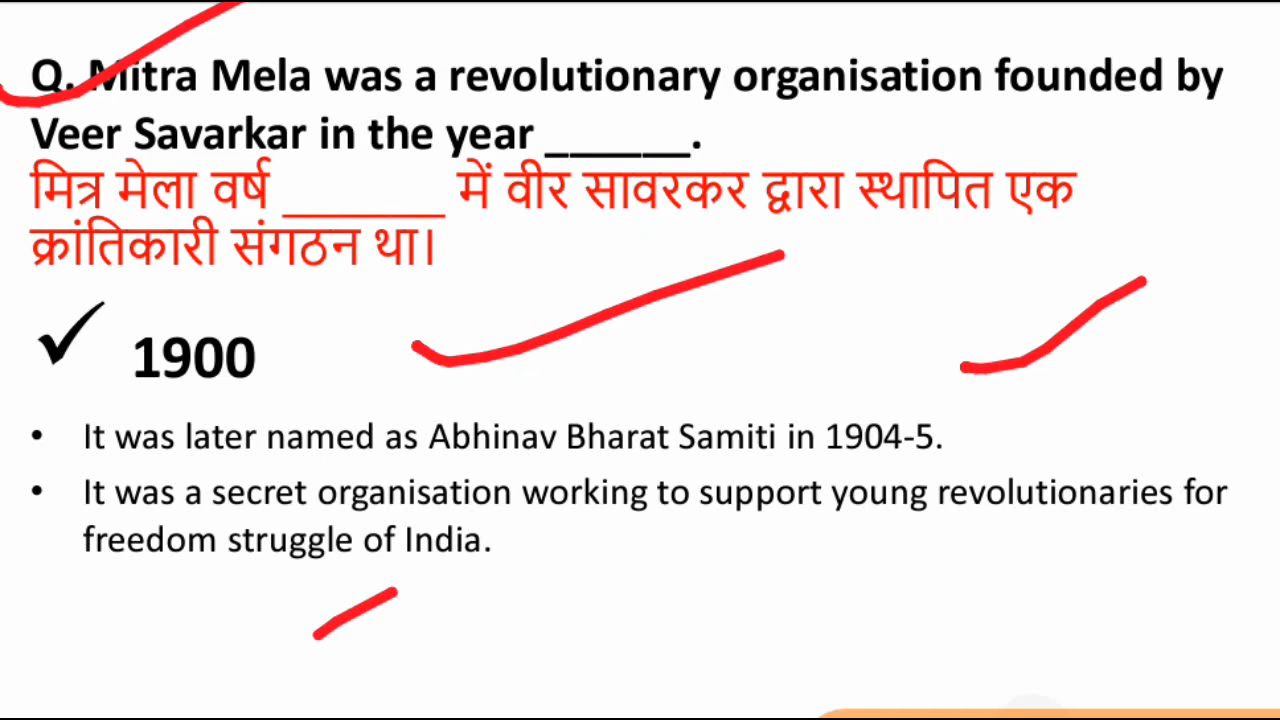 Q. Mitra Mela was a revolutionary organisation founded by
Veer Savarkar in the year ______.
मित्र मेला वर्ष ______ में वीर सावरकर द्वारा स्थापित एक
क्रांतिकारी संगठन था।
✓ 1900
• It was later named as Abhinav Bharat Samiti in 1904-5.
• It was a secret organisation working to support young revolutionaries for
freedom struggle of India.